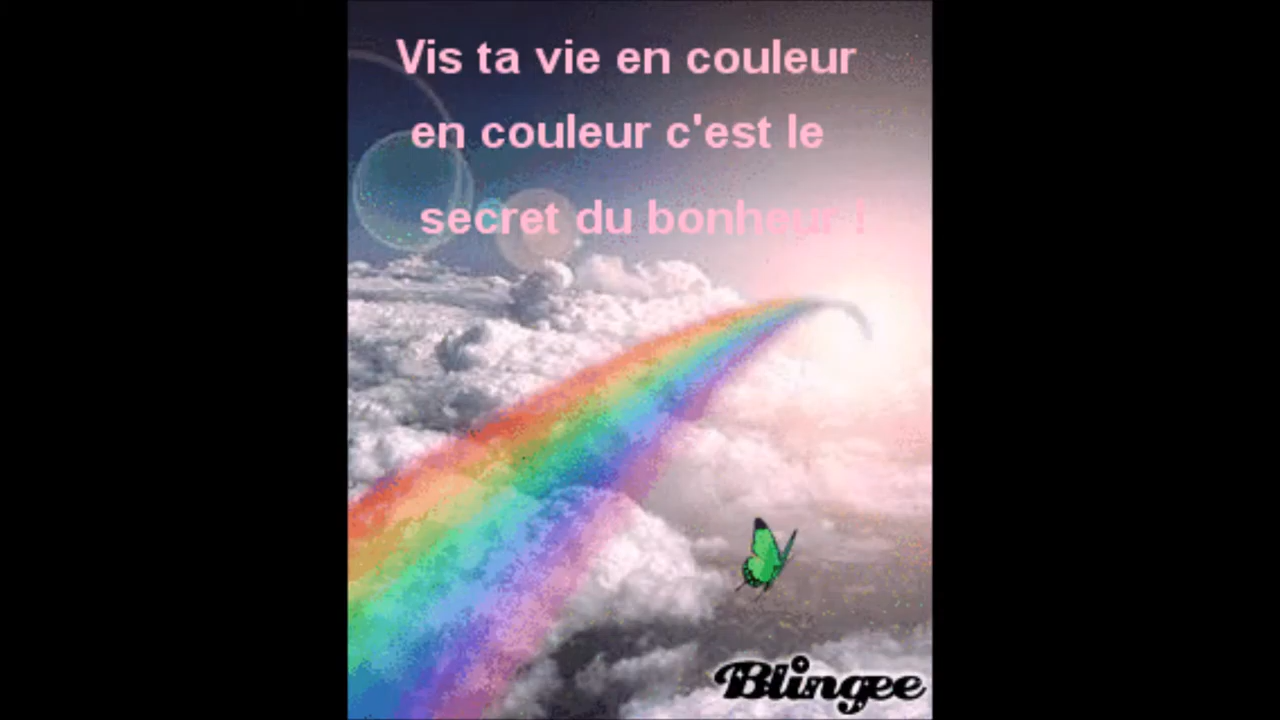 Vis ta vie en couleur
en couleur c'est le
secret du bonheur !
Blingee